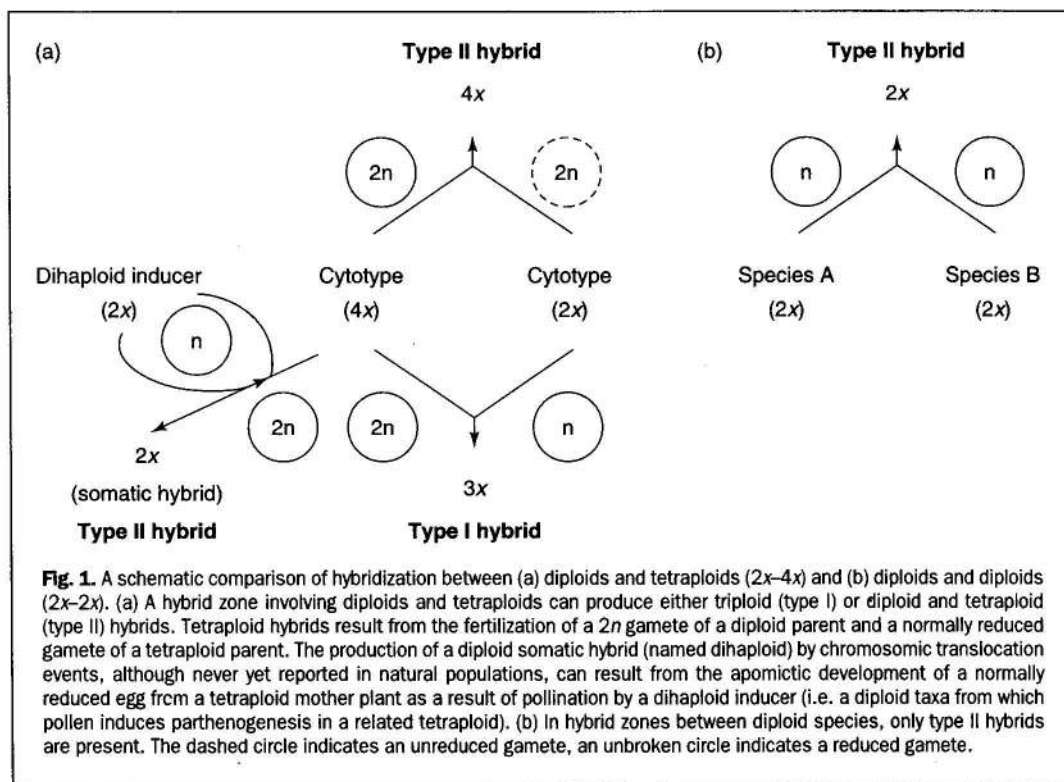 (a)
Type II hybrid
(b)
Type II hybrid
4x
2x
2n
2n
n
n
Dihaploid inducer
(2x)
Cytotype
(4x)
Cytotype
(2x)
Species A
(2x)
Species B
(2x)
n
2n
2n
n
2x
(somatic hybrid)
Type II hybrid
3x
Type I hybrid
Fig. 1. A schematic comparison of hybridization between (a) diploids and tetraploids (2x–4x) and (b) diploids and diploids
(2x–2x). (a) A hybrid zone involving diploids and tetraploids can produce either triploid (type I) or diploid and tetraploid
(type II) hybrids. Tetraploid hybrids result from the fertilization of a 2n gamete of a diploid parent and a normally reduced
gamete of a tetraploid parent. The production of a diploid somatic hybrid (named dihaploid) by chromosomic translocation
events, although never yet reported in natural populations, can result from the apomictic development of a normally
reduced egg from a tetraploid mother plant as a result of pollination by a dihaploid inducer (i.e. a diploid taxa from which
pollen induces parthenogenesis in a related tetraploid). (b) In hybrid zones between diploid species, only type II hybrids
are present. The dashed circle indicates an unreduced gamete, an unbroken circle indicates a reduced gamete.